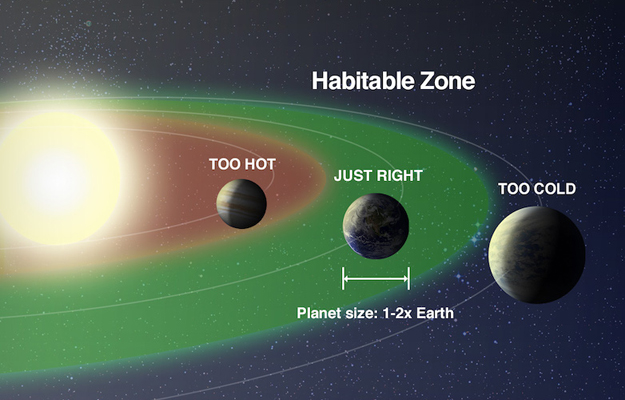 Habitable Zone
TOO HOT
JUST RIGHT
TOO COLD
Planet size: 1-2x Earth